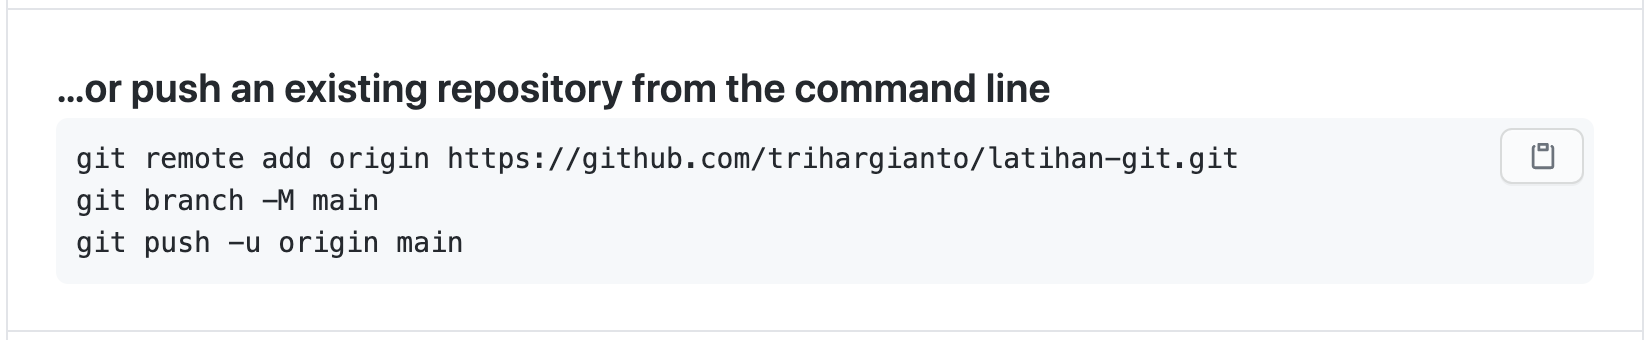 ...or push an existing repository from the command line
git remote add origin https://github.com/trihargianto/latihan-git.git
git branch -M main
git push -u origin main